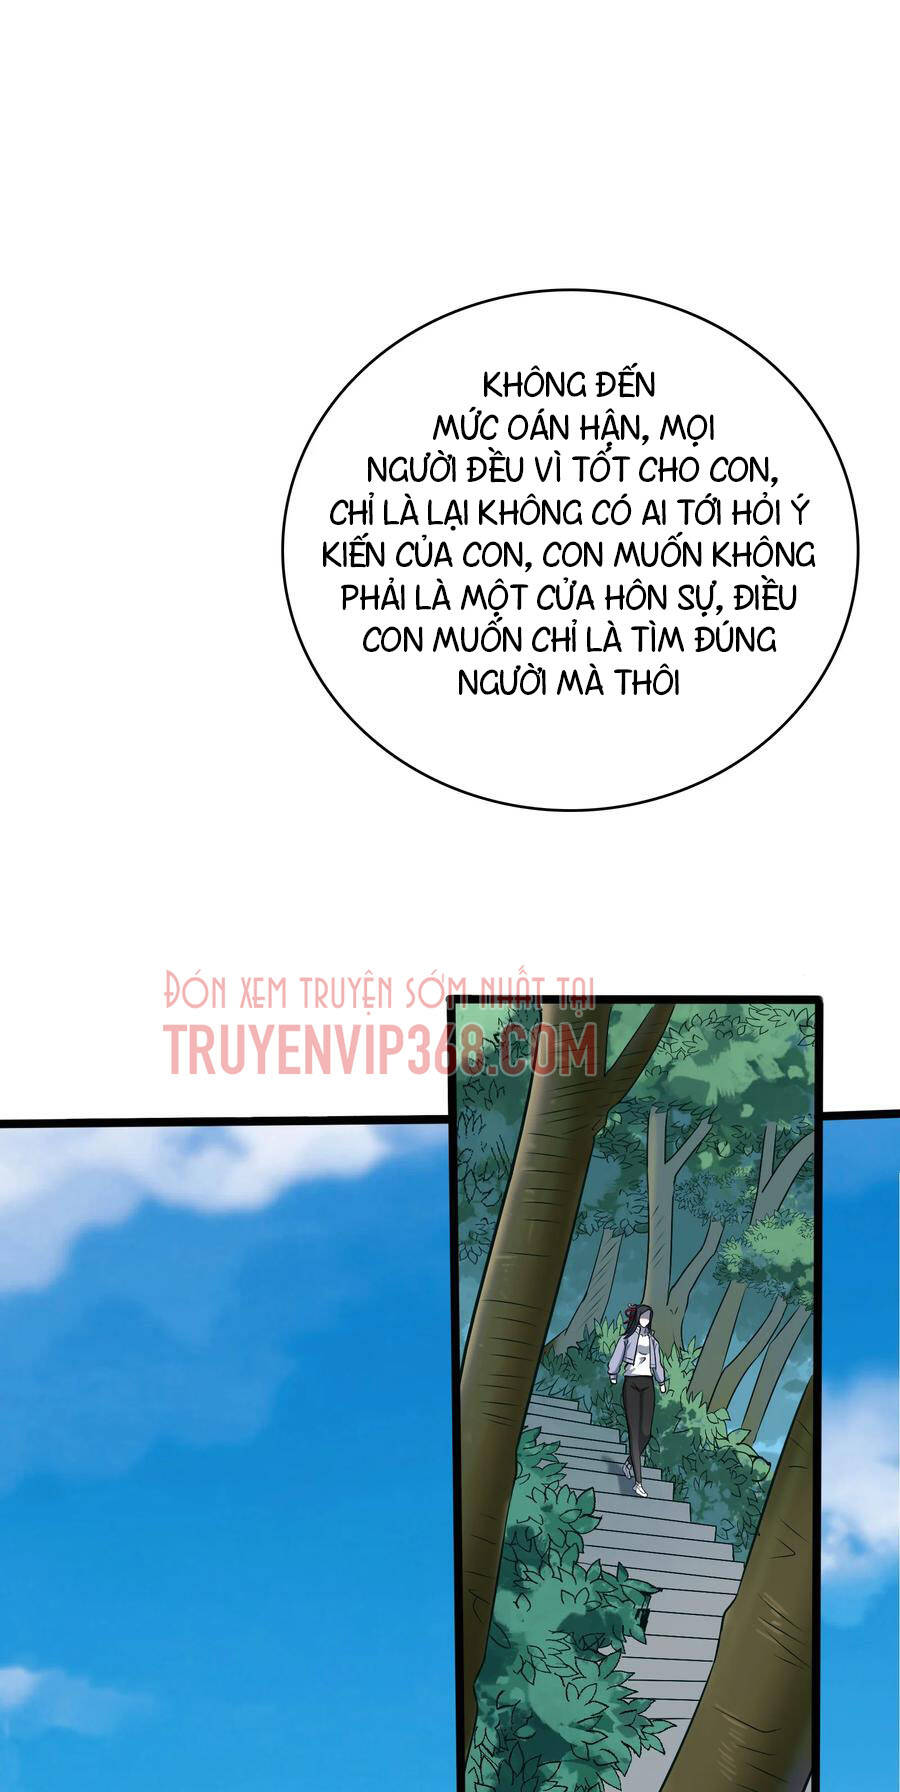 KHÔNG ĐẾN
MỨC OÁN HẬN, MỌI
NGƯỜI ĐỀU VÌ TỐT CHO CON,
CHỈ LÀ LẠI KHÔNG CÓ AI TỚI HỎI Ý
KIẾN CỦA CON, CON MUỐN KHÔNG
PHẢI LÀ MỘT CỬA HÔN SỰ, ĐIỀU
CON MUỐN CHỈ LÀ TÌM ĐÚNG
NGƯỜI MÀ THÔI
ĐÓN XEM TRUYỆN SỚM NHẤT TẠI
TRUYENVIP368.COM